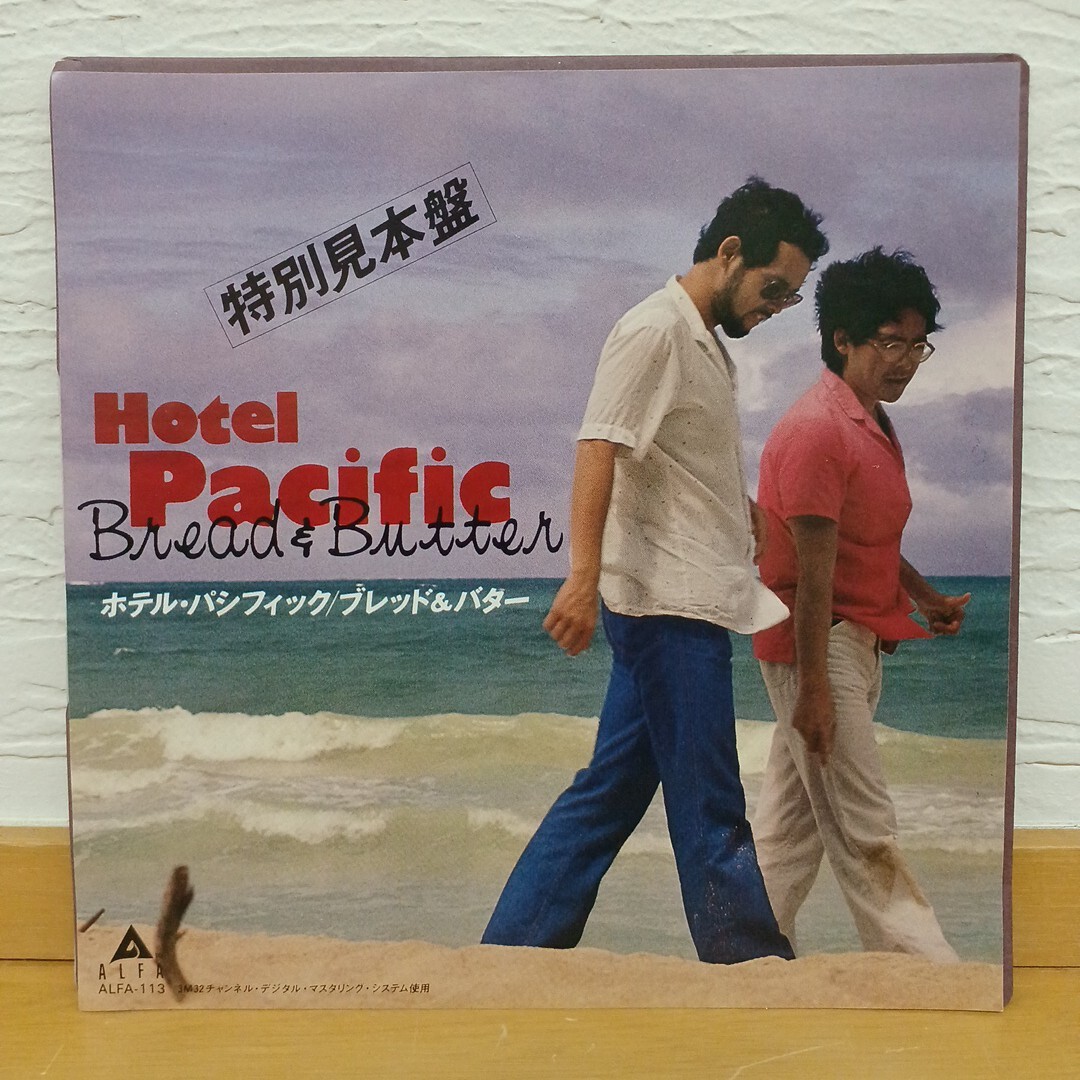 特別見本盤
Hotel
Pacific
Bread & Butter
ホテル・パシフィック/ブレッド&バター
ALFA
ALFA-113 3M32チャンネル・デジタル・マスタリング・システム使用